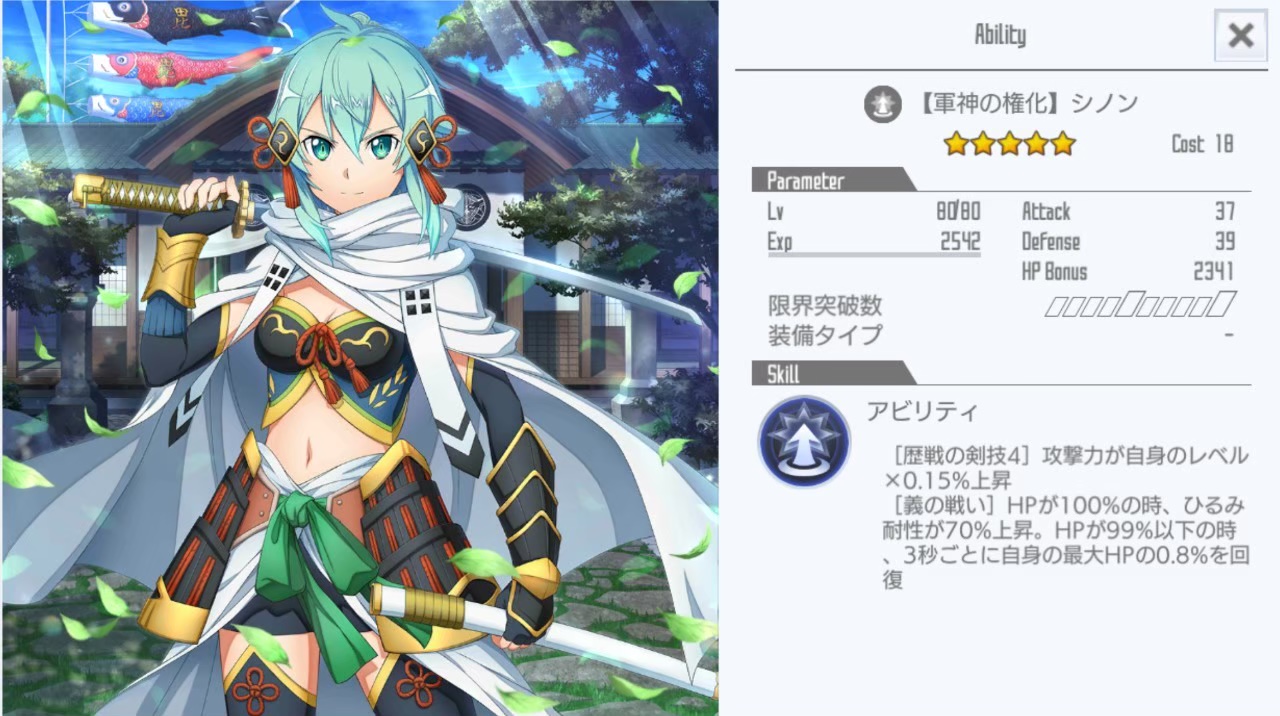 Ability
【軍神の権化】シノン
Cost 18
Parameter
Lv 80/80 Attack 37
Exp 2542 Defense 39
HP Bonus 2341
限界突破数
装備タイプ -
Skill
アビリティ
［歴戦の剣技4］攻撃力が自身のレベル
×0.15%上昇
［義の戦い］HPが100%の時、ひるみ
耐性が70%上昇。HPが99%以下の時
、3秒ごとに自身の最大HPの0.8%を回
復